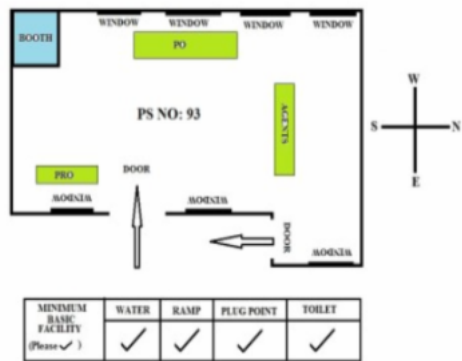 WINDOW WINDOW WINDOW WINDOW
BOOTH
PO
W
PS NO: 93
AGENTS
S N
E
PRO
DOOR
WINDOW WINDOW
DOOR
WINDOW
MINIMUM BASIC FACILITY (Please ✓ ) WATER RAMP PLUG POINT TOILET
✓ ✓ ✓ ✓